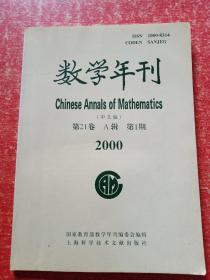 ISSN 1000-8314
CODEN SANJEG
数学年刊
Chinese Annals of Mathematics
(中文版)
第21卷 A辑 第1期
2000
国家教育部数学年刊编委会编辑
上海科学技术文献出版社